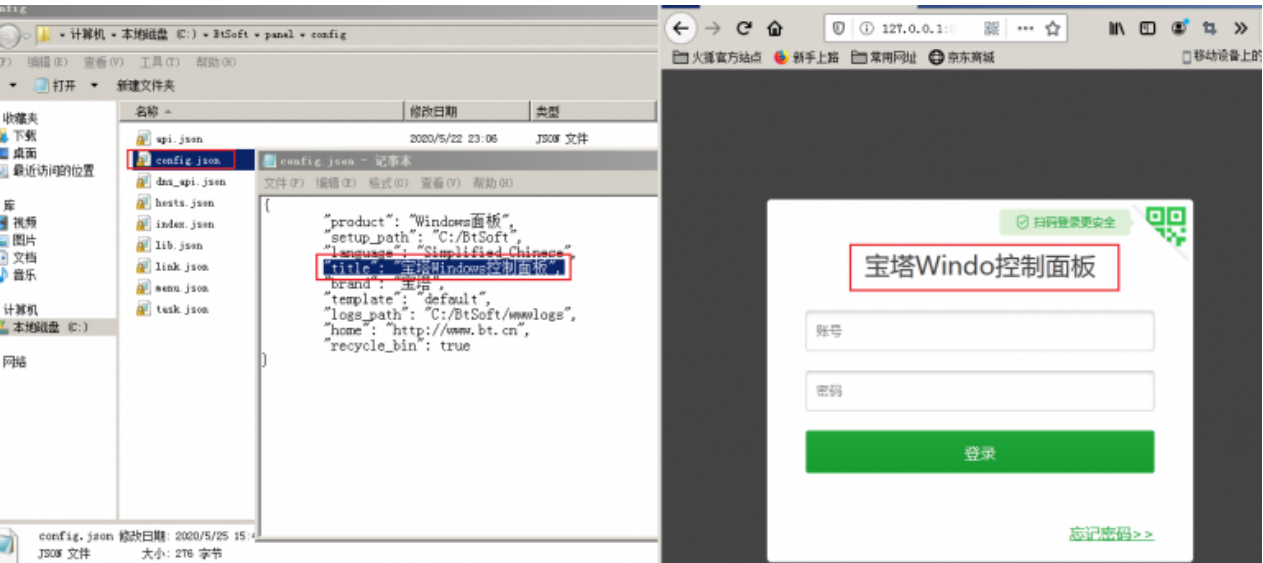 config
计算机 本地磁盘 (C:) BtSoft panel config
编辑(E) 查看(V) 工具(T) 帮助(H)
打开 新建文件夹
收藏夹
下载
桌面
最近访问的位置
库
视频
图片
文档
音乐
计算机
本地磁盘 (C:)
网络
名称 修改日期 类型
api.json 2020/5/22 23:06 JSON 文件
config.json
dns_api.json
hosts.json
index.json
lib.json
link.json
menu.json
task.json
config.json - 记事本
文件(F) 编辑(E) 格式(O) 查看(V) 帮助(H)
{
"product": "Windows面板",
"setup_path": "C:/BtSoft",
"language": "Simplified Chinese",
"title": "宝塔Windows控制面板",
"brand": "宝塔",
"template": "default",
"logs_path": "C:/BtSoft/wwwlogs",
"home": "http://www.bt.cn",
"recycle_bin": true
}
config.json 修改日期: 2020/5/25 15:
JSON 文件 大小: 276 字节
127.0.0.1:
火狐官方站点 新手上路 常用网址 京东商城 移动设备上的
扫码登录更安全
宝塔Windo控制面板
账号
密码
登录
忘记密码>>